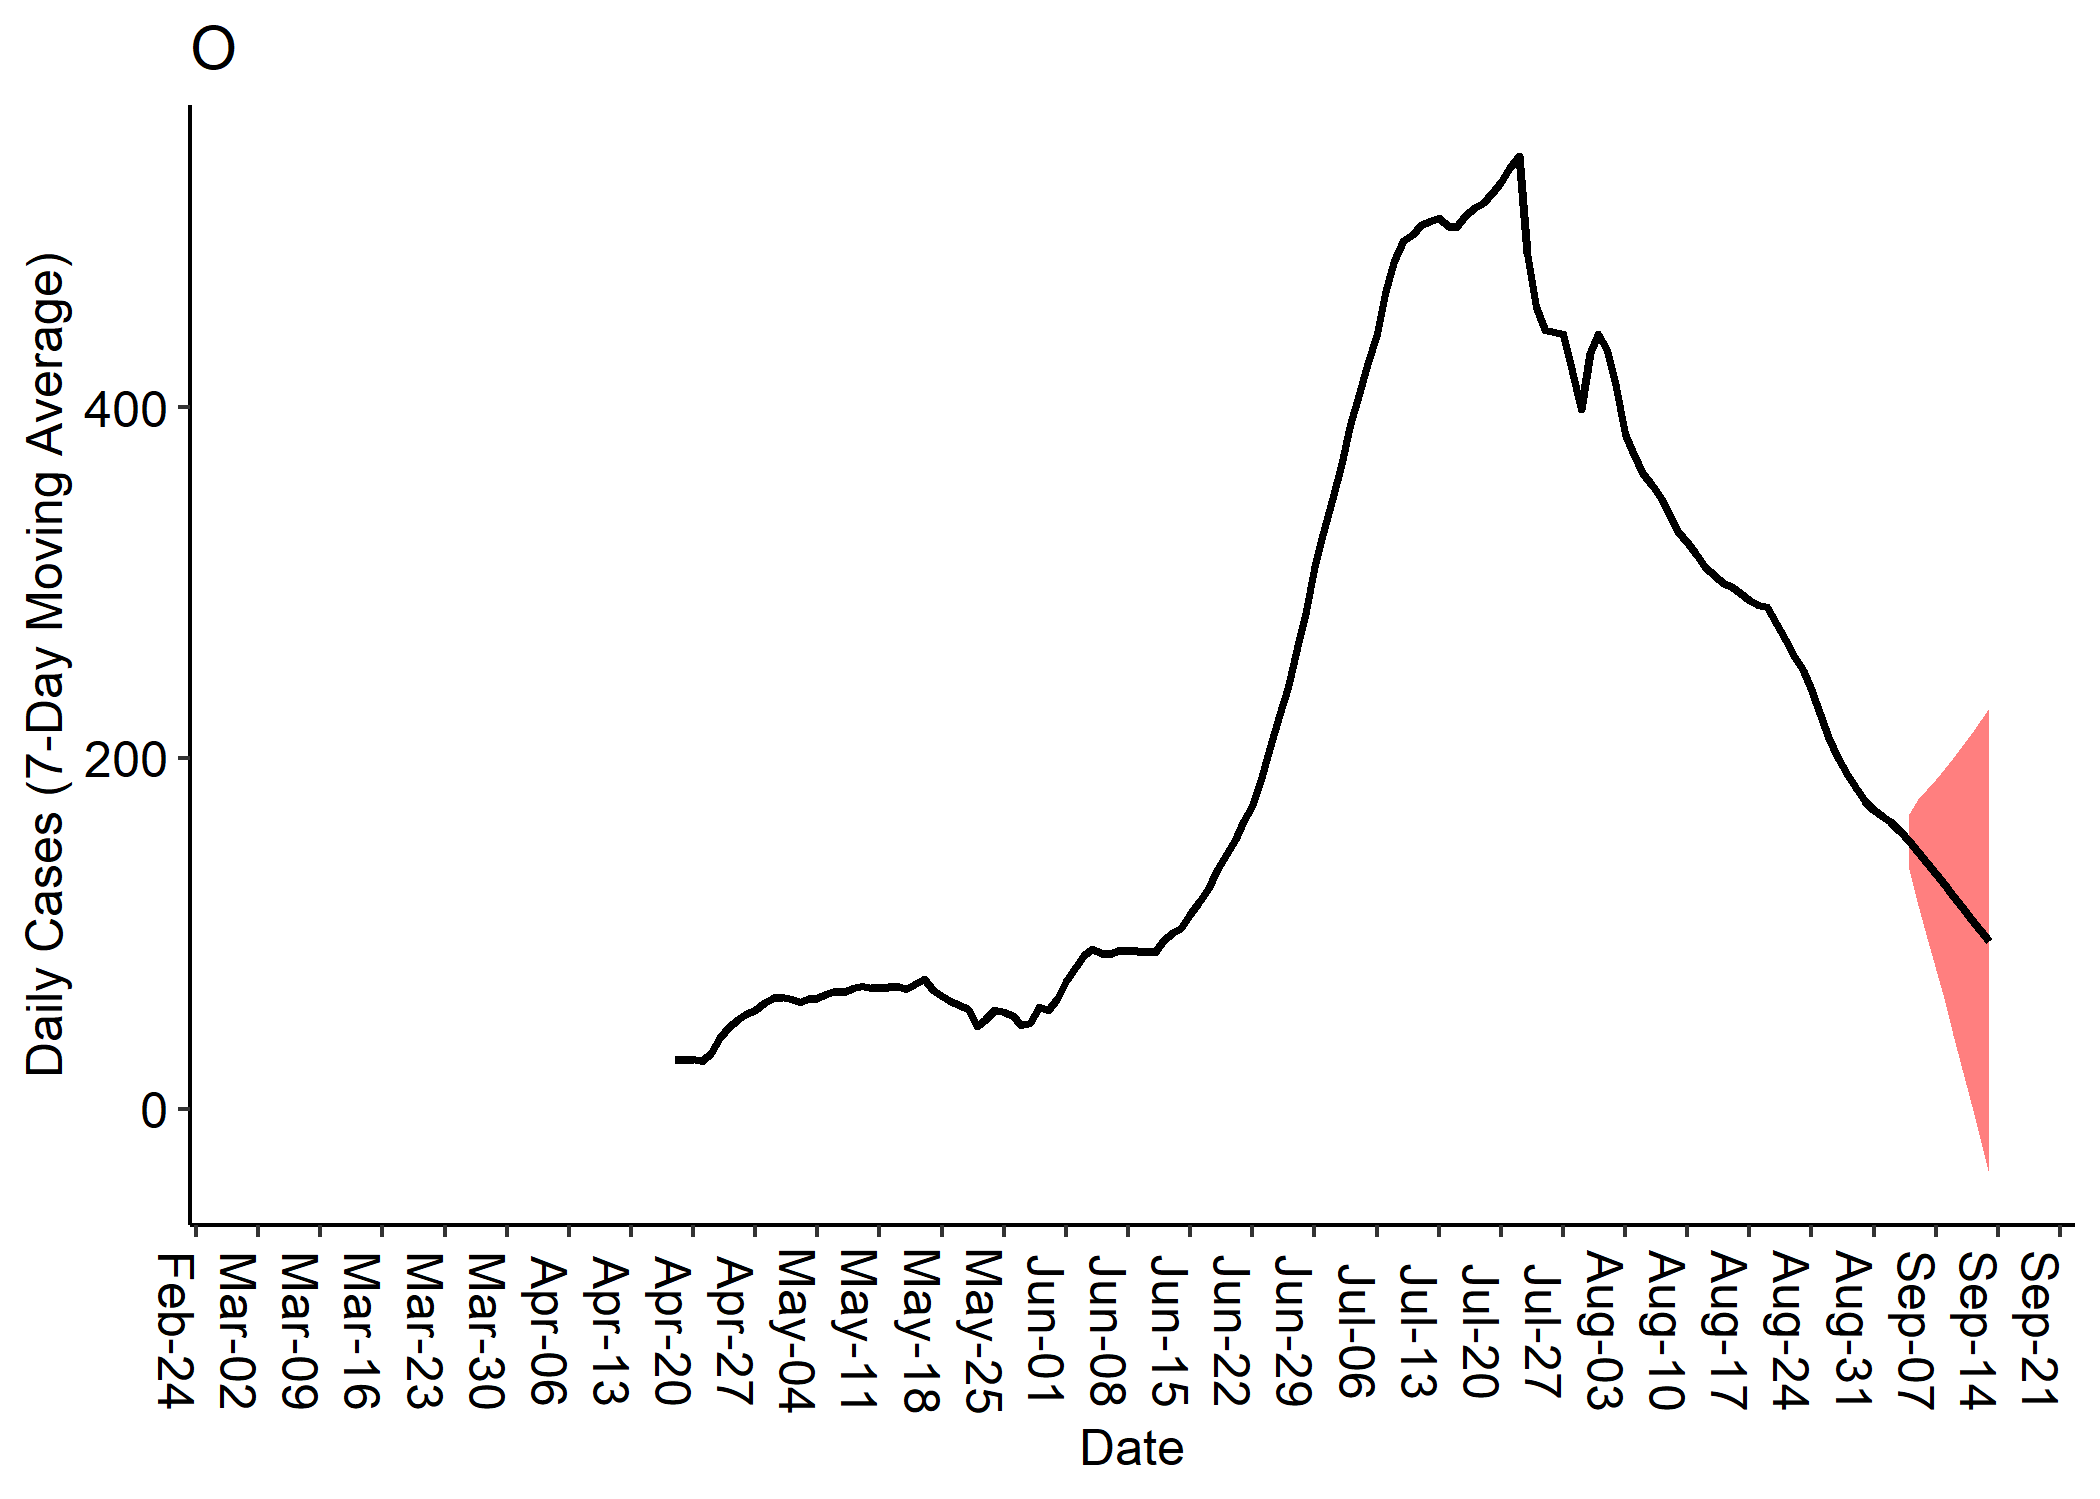 O
Daily Cases (7-Day Moving Average)
400
200
0
Feb-24
Mar-02
Mar-09
Mar-16
Mar-23
Mar-30
Apr-06
Apr-13
Apr-20
Apr-27
May-04
May-11
May-18
May-25
Jun-01
Jun-08
Jun-15
Jun-22
Jun-29
Jul-06
Jul-13
Jul-20
Jul-27
Aug-03
Aug-10
Aug-17
Aug-24
Aug-31
Sep-07
Sep-14
Sep-21
Date